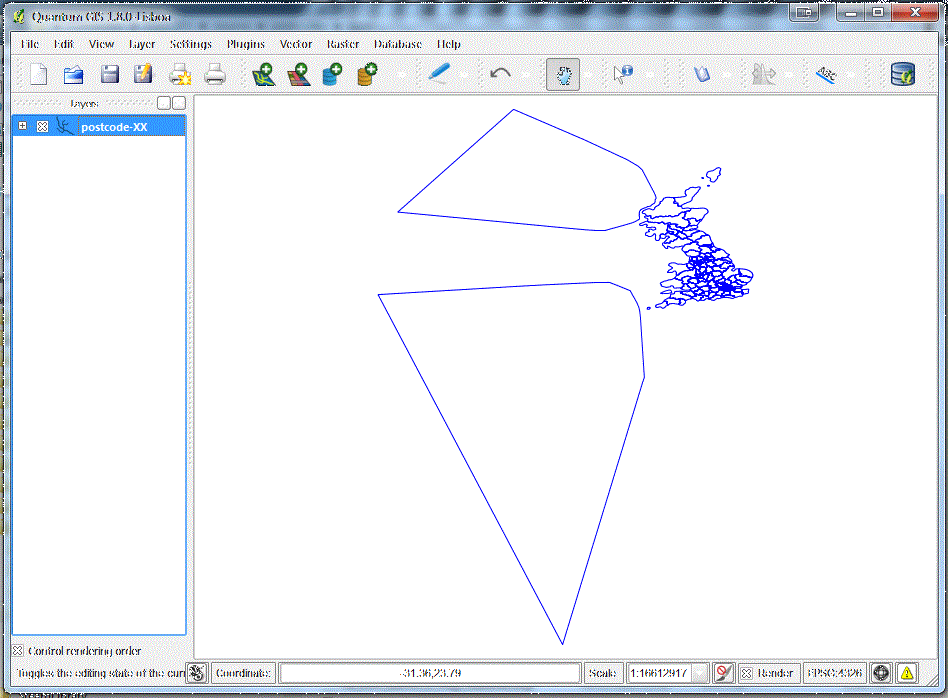 Quantum GIS 1.8.0-Lisboa
File Edit View Layer Settings Plugins Vector Raster Database Help
Layers
postcode-XX
ABC
Control rendering order
Toggles the editing state of the curr
Coordinate: -31.36,23.79 Scale 1:16612917 Render EPSG:4326